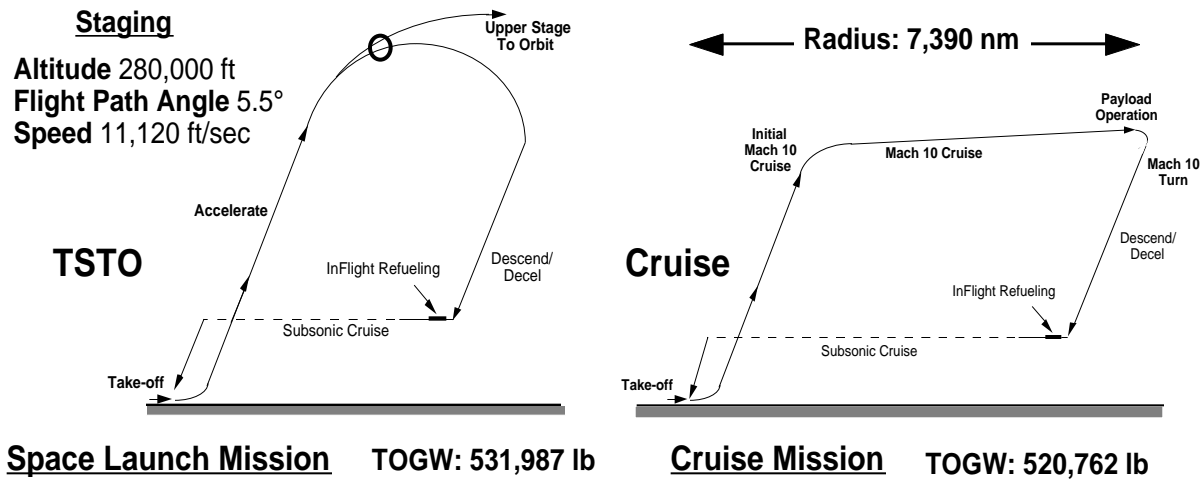 Staging
Altitude 280,000 ft
Flight Path Angle 5.5°
Speed 11,120 ft/sec
Upper Stage
To Orbit
Accelerate
TSTO
InFlight Refueling
Descend/
Decel
Subsonic Cruise
Take-off
Space Launch Mission
TOGW: 531,987 lb
Radius: 7,390 nm
Payload
Operation
Initial
Mach 10
Cruise
Mach 10 Cruise
Mach 10
Turn
Cruise
Descend/
Decel
InFlight Refueling
Subsonic Cruise
Take-off
Cruise Mission
TOGW: 520,762 lb